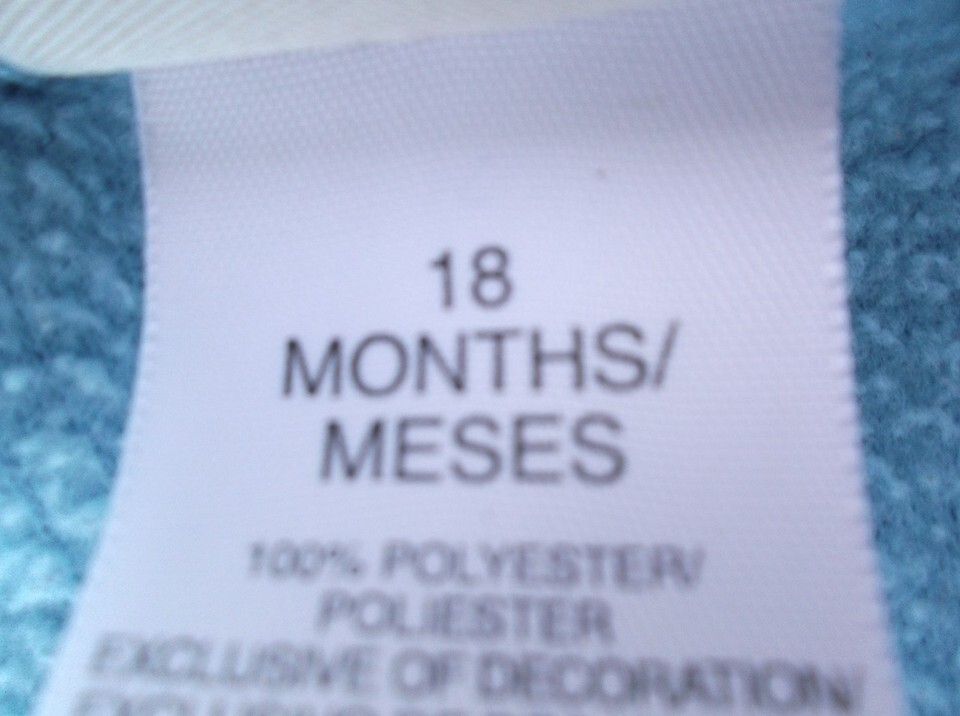 18
MONTHS/
MESES
100% POLYESTER/
POLIESTER
EXCLUSIVE OF DECORATION/